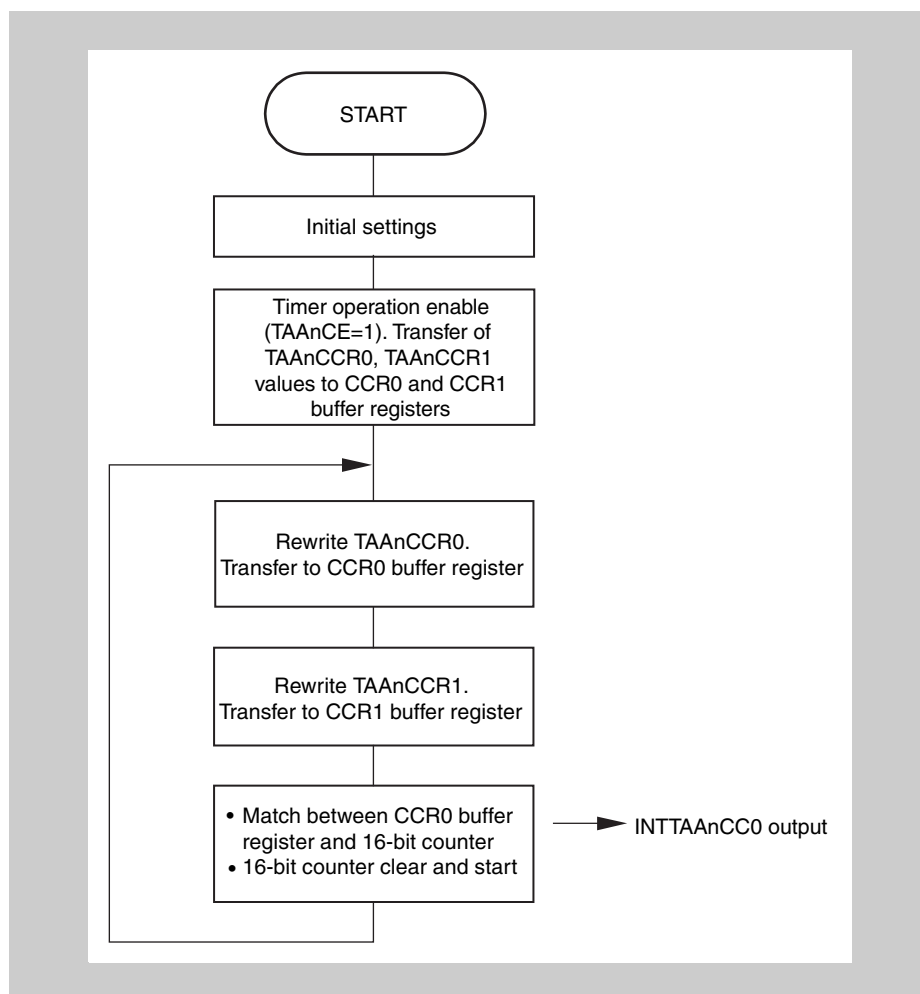 START
Initial settings
Timer operation enable
(TAAnCE=1). Transfer of
TAAnCCR0, TAAnCCR1
values to CCR0 and CCR1
buffer registers
Rewrite TAAnCCR0.
Transfer to CCR0 buffer register
Rewrite TAAnCCR1.
Transfer to CCR1 buffer register
• Match between CCR0 buffer
register and 16-bit counter
• 16-bit counter clear and start
INTTAAnCC0 output